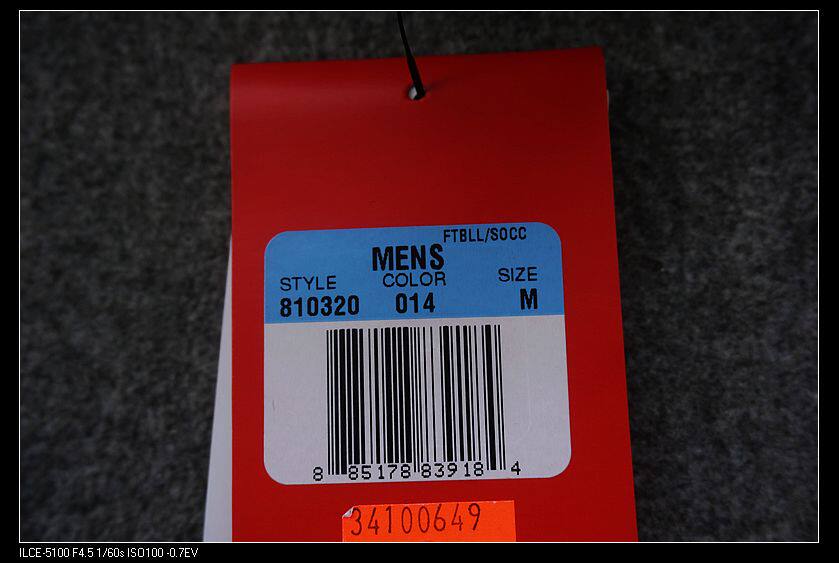 FTBLL/SOCC
MENS
STYLE COLOR SIZE
810320 014 M
8 85178 83918 4
34100649
ILCE-5100 F4.5 1/60s ISO100 -0.7EV